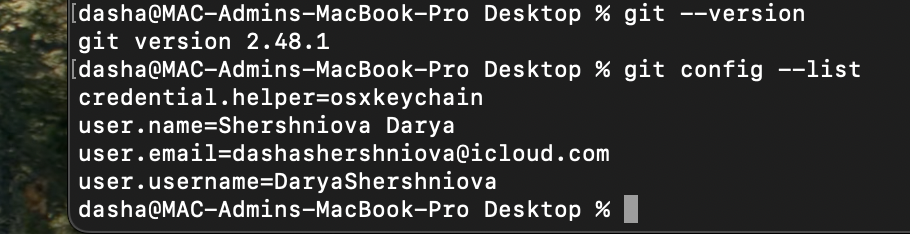 [dasha@MAC-Admins-MacBook-Pro Desktop % git --version
git version 2.48.1
[dasha@MAC-Admins-MacBook-Pro Desktop % git config --list
credential.helper=osxkeychain
user.name=Shershniova Darya
user.email=dashashershniova@icloud.com
user.username=DaryaShershniova
dasha@MAC-Admins-MacBook-Pro Desktop %